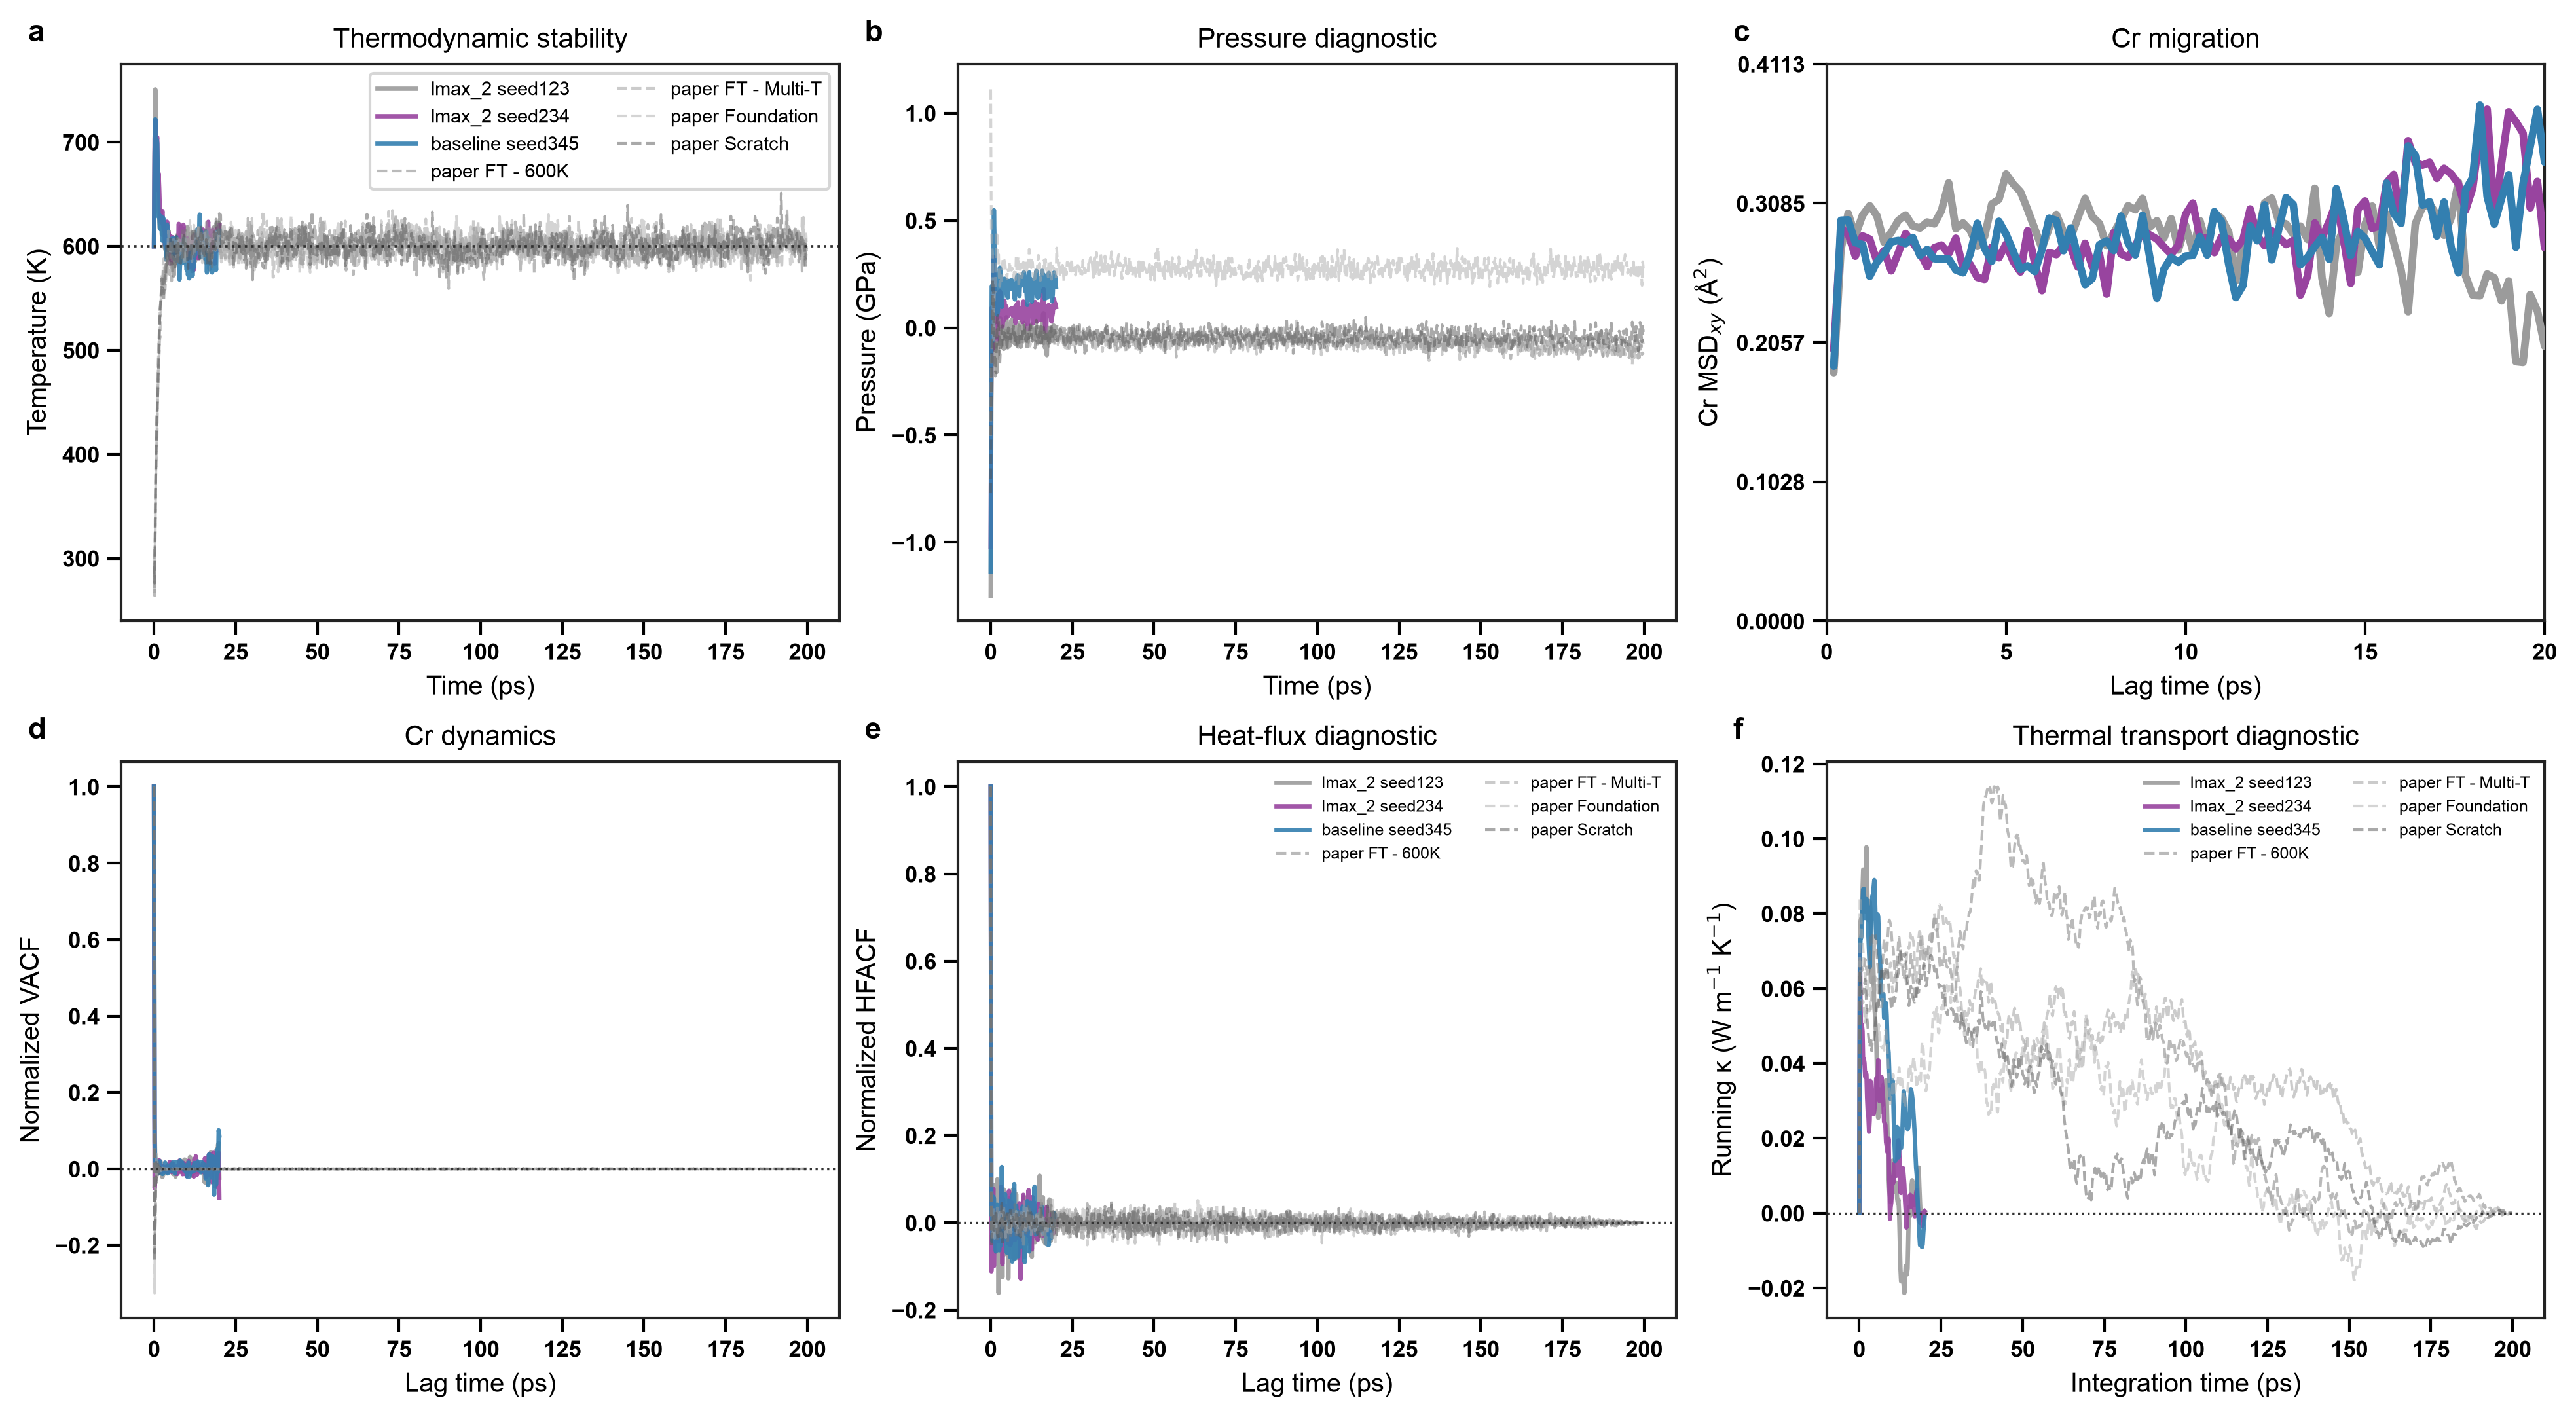 a
Thermodynamic stability
Temperature (K)
700
600
500
400
300
lmax_2 seed123
lmax_2 seed234
baseline seed345
paper FT - 600K
paper FT - Multi-T
paper Foundation
paper Scratch
0 25 50 75 100 125 150 175 200
Time (ps)
b
Pressure diagnostic
Pressure (GPa)
1.0
0.5
0.0
−0.5
−1.0
0 25 50 75 100 125 150 175 200
Time (ps)
c
Cr migration
Cr MSD_xy (Å²)
0.4113
0.3085
0.2057
0.1028
0.0000
0 5 10 15 20
Lag time (ps)
d
Cr dynamics
Normalized VACF
1.0
0.8
0.6
0.4
0.2
0.0
−0.2
0 25 50 75 100 125 150 175 200
Lag time (ps)
e
Heat-flux diagnostic
Normalized HFACF
1.0
0.8
0.6
0.4
0.2
0.0
−0.2
lmax_2 seed123
lmax_2 seed234
baseline seed345
paper FT - 600K
paper FT - Multi-T
paper Foundation
paper Scratch
0 25 50 75 100 125 150 175 200
Lag time (ps)
f
Thermal transport diagnostic
Running κ (W m⁻¹ K⁻¹)
0.12
0.10
0.08
0.06
0.04
0.02
0.00
−0.02
lmax_2 seed123
lmax_2 seed234
baseline seed345
paper FT - 600K
paper FT - Multi-T
paper Foundation
paper Scratch
0 25 50 75 100 125 150 175 200
Integration time (ps)